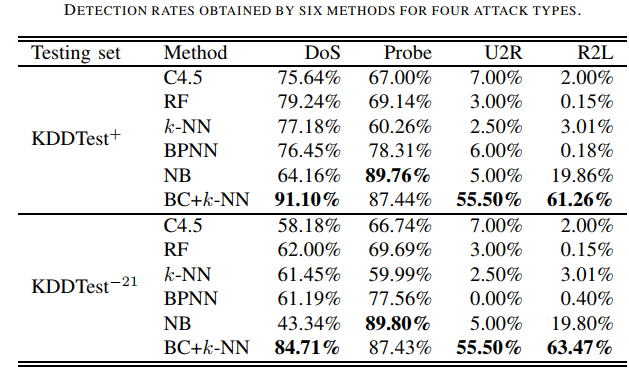 DETECTION RATES OBTAINED BY SIX METHODS FOR FOUR ATTACK TYPES.
Testing set Method DoS Probe U2R R2L
C4.5 75.64% 67.00% 7.00% 2.00%
RF 79.24% 69.14% 3.00% 0.15%
k-NN 77.18% 60.26% 2.50% 3.01%
KDDTest+
BPNN 76.45% 78.31% 6.00% 0.18%
NB 64.16% 89.76% 5.00% 19.86%
BC+k-NN 91.10% 87.44% 55.50% 61.26%
C4.5 58.18% 66.74% 7.00% 2.00%
RF 62.00% 69.69% 3.00% 0.15%
k-NN 61.45% 59.99% 2.50% 3.01%
KDDTest−21
BPNN 61.19% 77.56% 0.00% 0.40%
NB 43.34% 89.80% 5.00% 19.80%
BC+k-NN 84.71% 87.43% 55.50% 63.47%